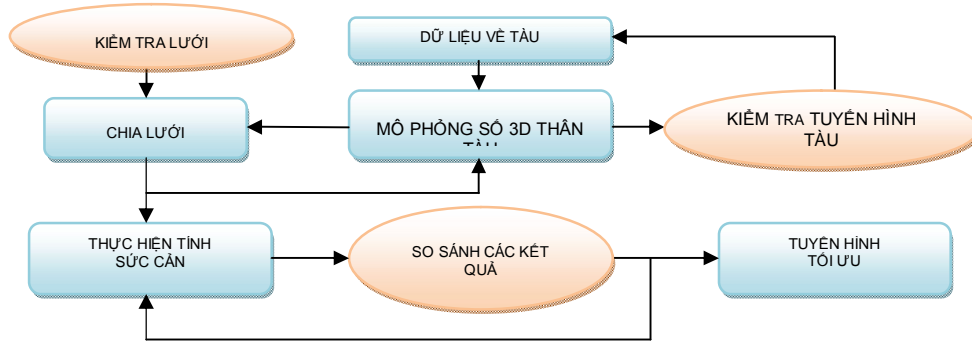 KIỂM TRA LƯỚI
DỮ LIỆU VỀ TÀU
CHIA LƯỚI
MÔ PHỎNG SỐ 3D THÂN
TÀU
KIỂM TRA TUYẾN HÌNH
TÀU
THỰC HIỆN TÍNH
SỨC CẢN
SO SÁNH CÁC KẾT
QUẢ
TUYẾN HÌNH
TỐI ƯU